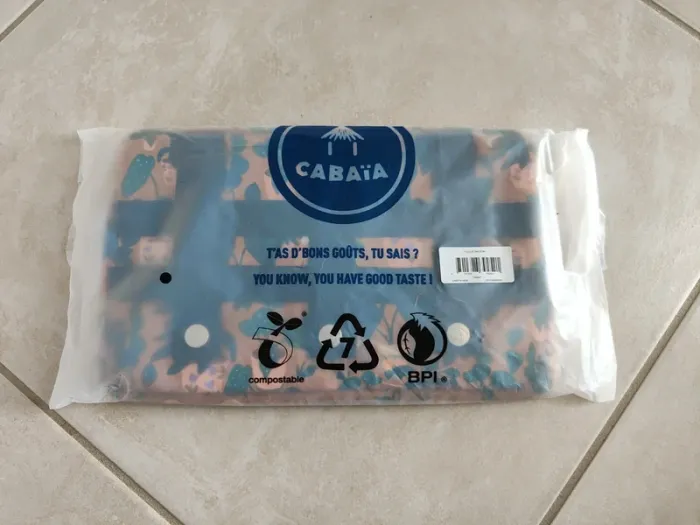 CABAïA
T'AS D'BONS GOÛTS, TU SAIS ?
YOU KNOW, YOU HAVE GOOD TASTE !
compostable
7
BPI ®